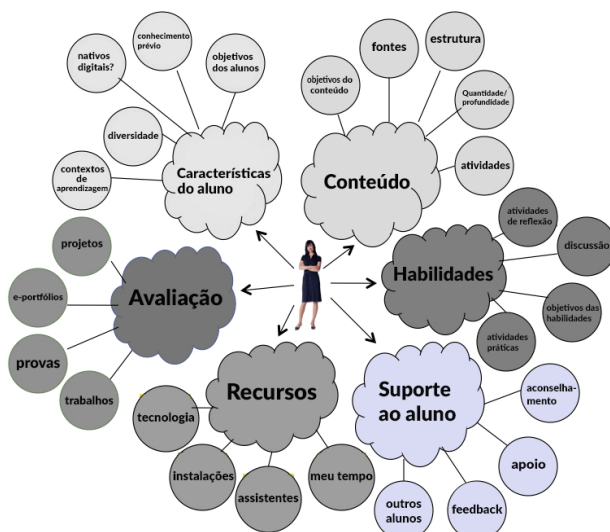 nativos
digitais?
conhecimento
prévio
objetivos
dos alunos
diversidade
contextos
de
aprendizagem
Características
do aluno
objetivos do
conteúdo
fontes
estrutura
Quantidade/
profundidade
atividades
Conteúdo
atividades
de reflexão
discussão
objetivos das
habilidades
atividades
práticas
Habilidades
aconselha-
mento
apoio
feedback
outros
alunos
Suporte
ao aluno
Recursos
tecnologia
instalações
assistentes
meu tempo
Avaliação
projetos
e-portfólios
provas
trabalhos